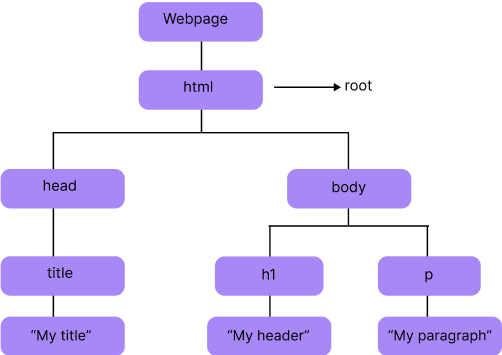 Webpage
html
root
head
body
title
h1
p
“My title”
“My header”
“My paragraph”